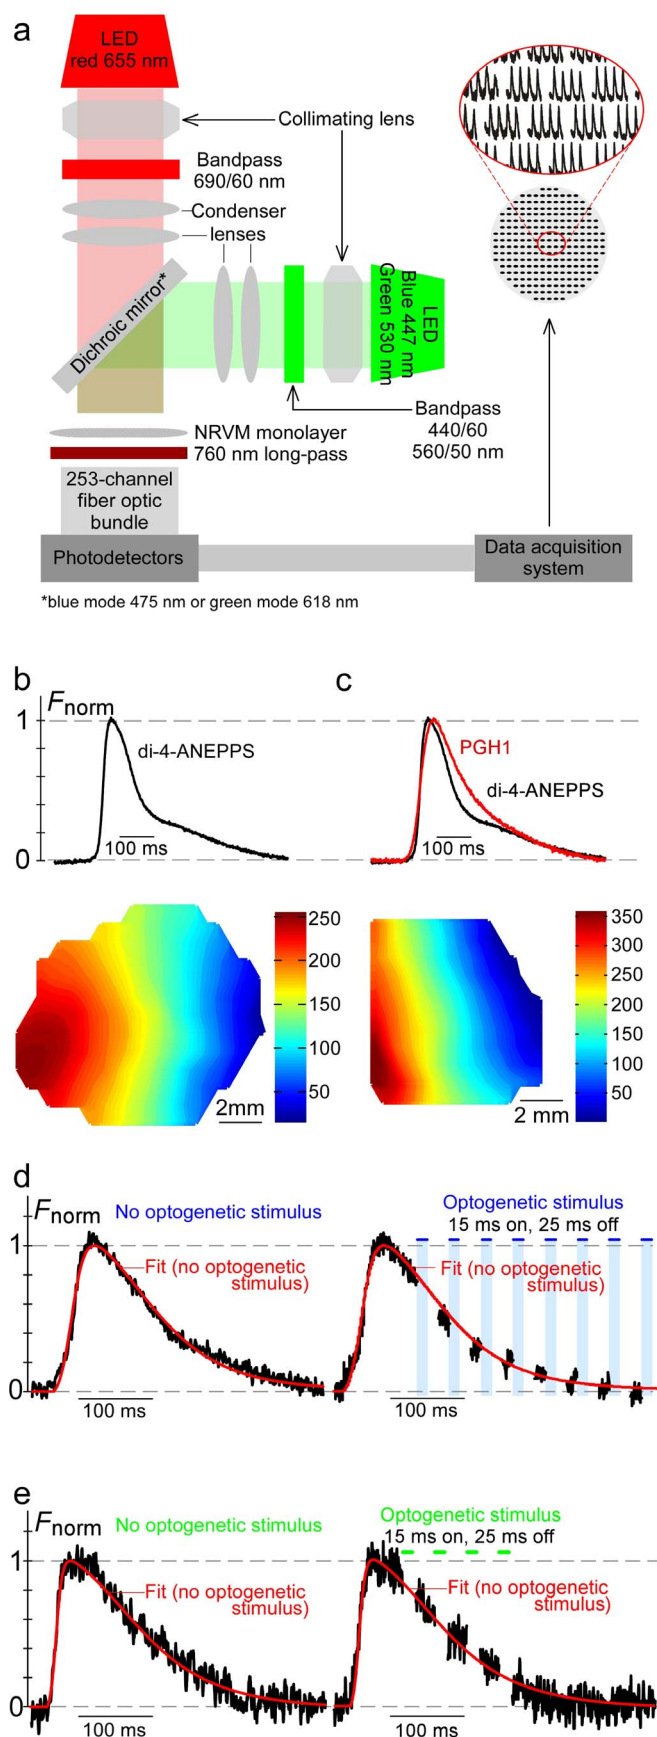 a
LED
red 655 nm
Collimating lens
Bandpass
690/60 nm
Condenser
lenses
Dichroic mirror*
LED
Blue 447 nm
Green 530 nm
Bandpass
440/60
560/50 nm
NRVM monolayer
760 nm long-pass
253-channel
fiber optic
bundle
Photodetectors
Data acquisition
system
*blue mode 475 nm or green mode 618 nm
b
Fnorm
1
0
di-4-ANEPPS
100 ms
c
PGH1
di-4-ANEPPS
100 ms
250
200
150
100
50
2mm
350
300
250
200
150
100
50
2 mm
d
Fnorm
1
0
No optogenetic stimulus
Fit (no optogenetic
stimulus)
100 ms
Optogenetic stimulus
15 ms on, 25 ms off
Fit (no optogenetic
stimulus)
100 ms
e
Fnorm
1
0
No optogenetic stimulus
Fit (no optogenetic
stimulus)
100 ms
Optogenetic stimulus
15 ms on, 25 ms off
Fit (no optogenetic
stimulus)
100 ms